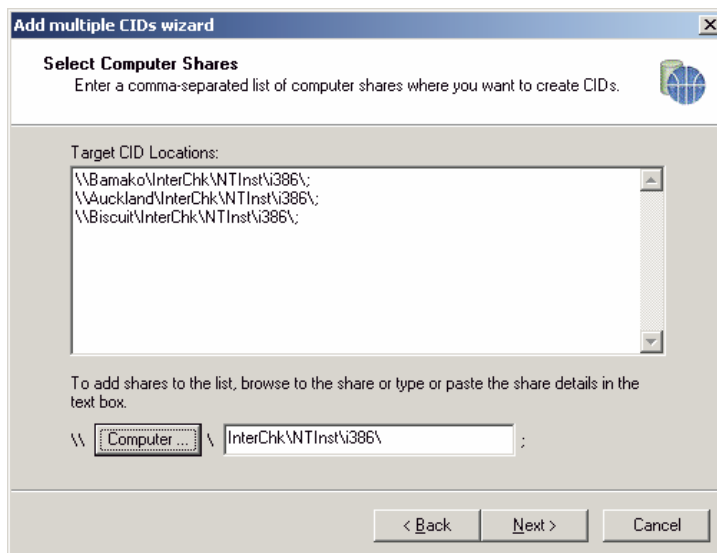 Add multiple CIDs wizard
Select Computer Shares
Enter a comma-separated list of computer shares where you want to create CIDs.
Target CID Locations:
\\Bamako\InterChk\NTInst\i386\;
\\Auckland\InterChk\NTInst\i386\;
\\Biscuit\InterChk\NTInst\i386\;
To add shares to the list, browse to the share or type or paste the share details in the
text box.
\\ Computer ... \ InterChk\NTInst\i386\ ;
< Back Next > Cancel